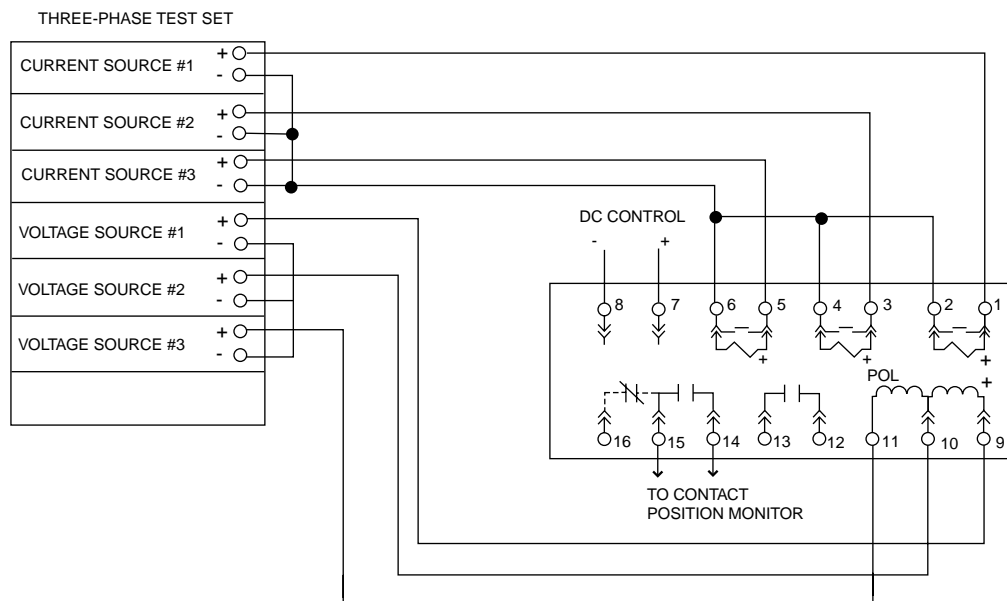 THREE-PHASE TEST SET
CURRENT SOURCE #1
+
-
CURRENT SOURCE #2
+
-
CURRENT SOURCE #3
+
-
VOLTAGE SOURCE #1
+
-
VOLTAGE SOURCE #2
+
-
VOLTAGE SOURCE #3
+
-
DC CONTROL
- +
8 7 6 5 4 3 2 1
+ + +
POL +
16 15 14 13 12 11 10 9
TO CONTACT
POSITION MONITOR